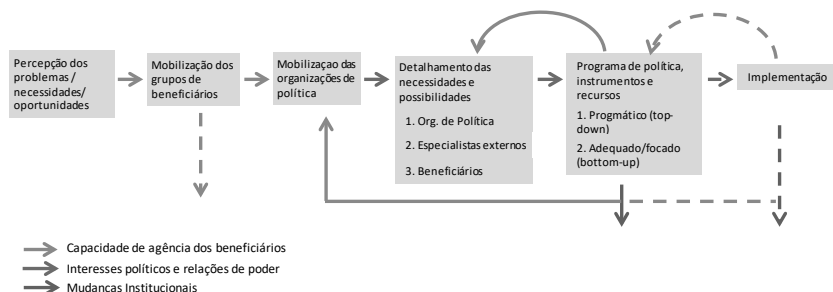 Percepção dos
problemas /
necessidades/
oportunidades
Mobilização dos
grupos de
beneficiários
Mobilizaçao das
organizações de
política
Detalhamento das
necessidades e
possibilidades
1. Org. de Política
2. Especialistas externos
3. Beneficiários
Programa de política,
instrumentos e
recursos
1. Progmático (top-
down)
2. Adequado/focado
(bottom-up)
Implementação
Capacidade de agência dos beneficiários
Interesses políticos e relações de poder
Mudanças Institucionais